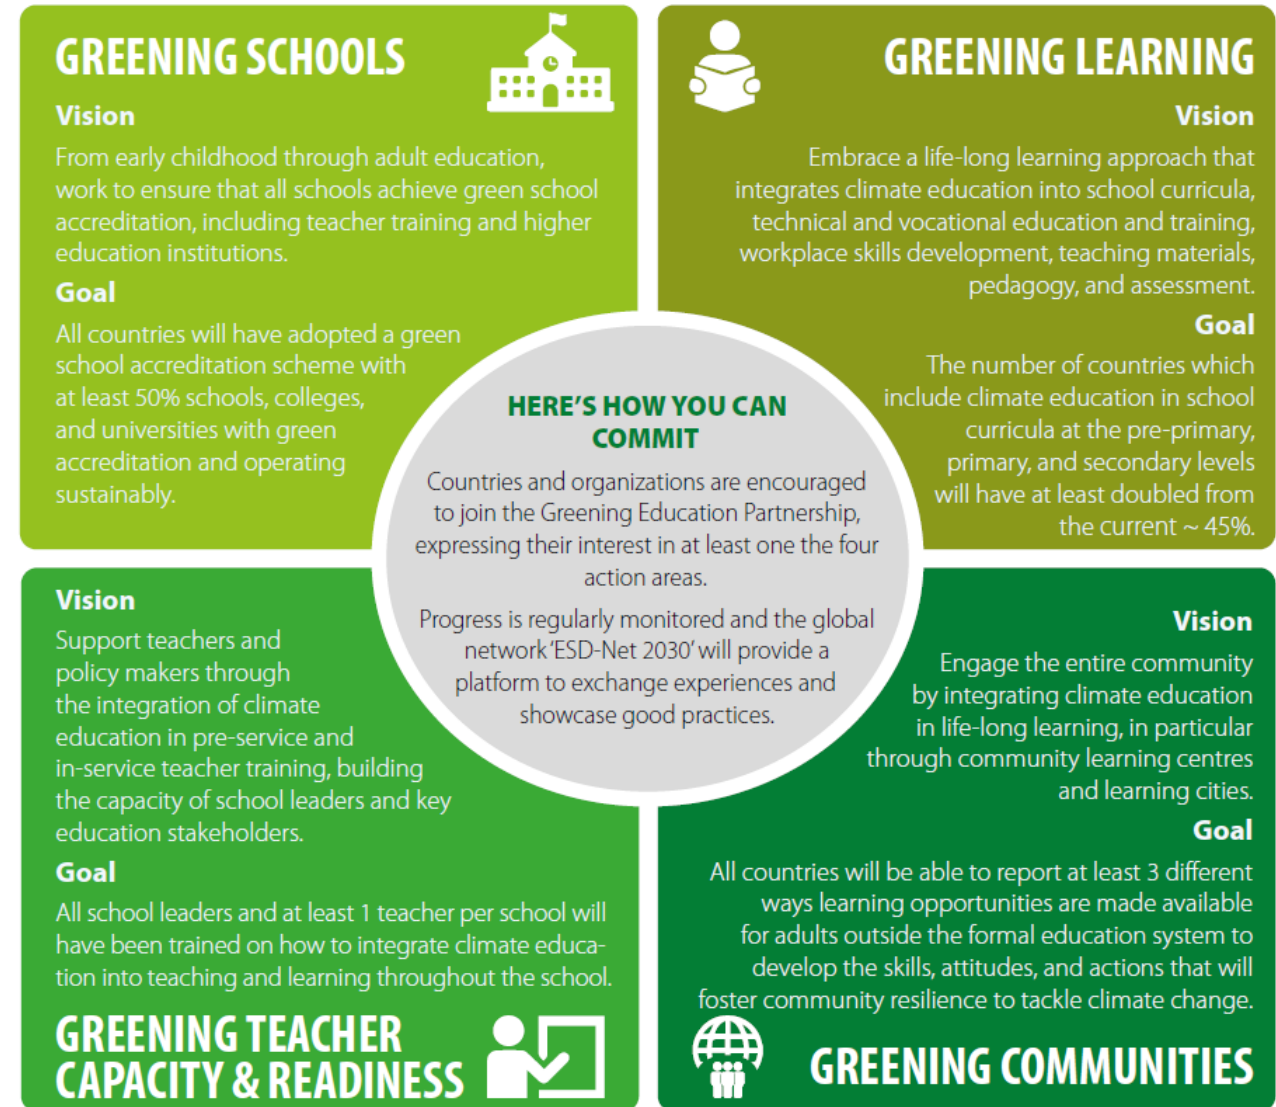 GREENING SCHOOLS
Vision
From early childhood through adult education,
work to ensure that all schools achieve green school
accreditation, including teacher training and higher
education institutions.
Goal
All countries will have adopted a green
school accreditation scheme with
at least 50% schools, colleges,
and universities with green
accreditation and operating
sustainably.
GREENING LEARNING
Vision
Embrace a life-long learning approach that
integrates climate education into school curricula,
technical and vocational education and training,
workplace skills development, teaching materials,
pedagogy, and assessment.
Goal
The number of countries which
include climate education in school
curricula at the pre-primary,
primary, and secondary levels
will have at least doubled from
the current ~ 45%.
HERE'S HOW YOU CAN
COMMIT
Countries and organizations are encouraged
to join the Greening Education Partnership,
expressing their interest in at least one the four
action areas.
Progress is regularly monitored and the global
network 'ESD-Net 2030' will provide a
platform to exchange experiences and
showcase good practices.
Vision
Support teachers and
policy makers through
the integration of climate
education in pre-service and
in-service teacher training, building
the capacity of school leaders and key
education stakeholders.
Goal
All school leaders and at least 1 teacher per school will
have been trained on how to integrate climate educa-
tion into teaching and learning throughout the school.
GREENING TEACHER
CAPACITY & READINESS
Vision
Engage the entire community
by integrating climate education
in life-long learning, in particular
through community learning centres
and learning cities.
Goal
All countries will be able to report at least 3 different
ways learning opportunities are made available
for adults outside the formal education system to
develop the skills, attitudes, and actions that will
foster community resilience to tackle climate change.
GREENING COMMUNITIES